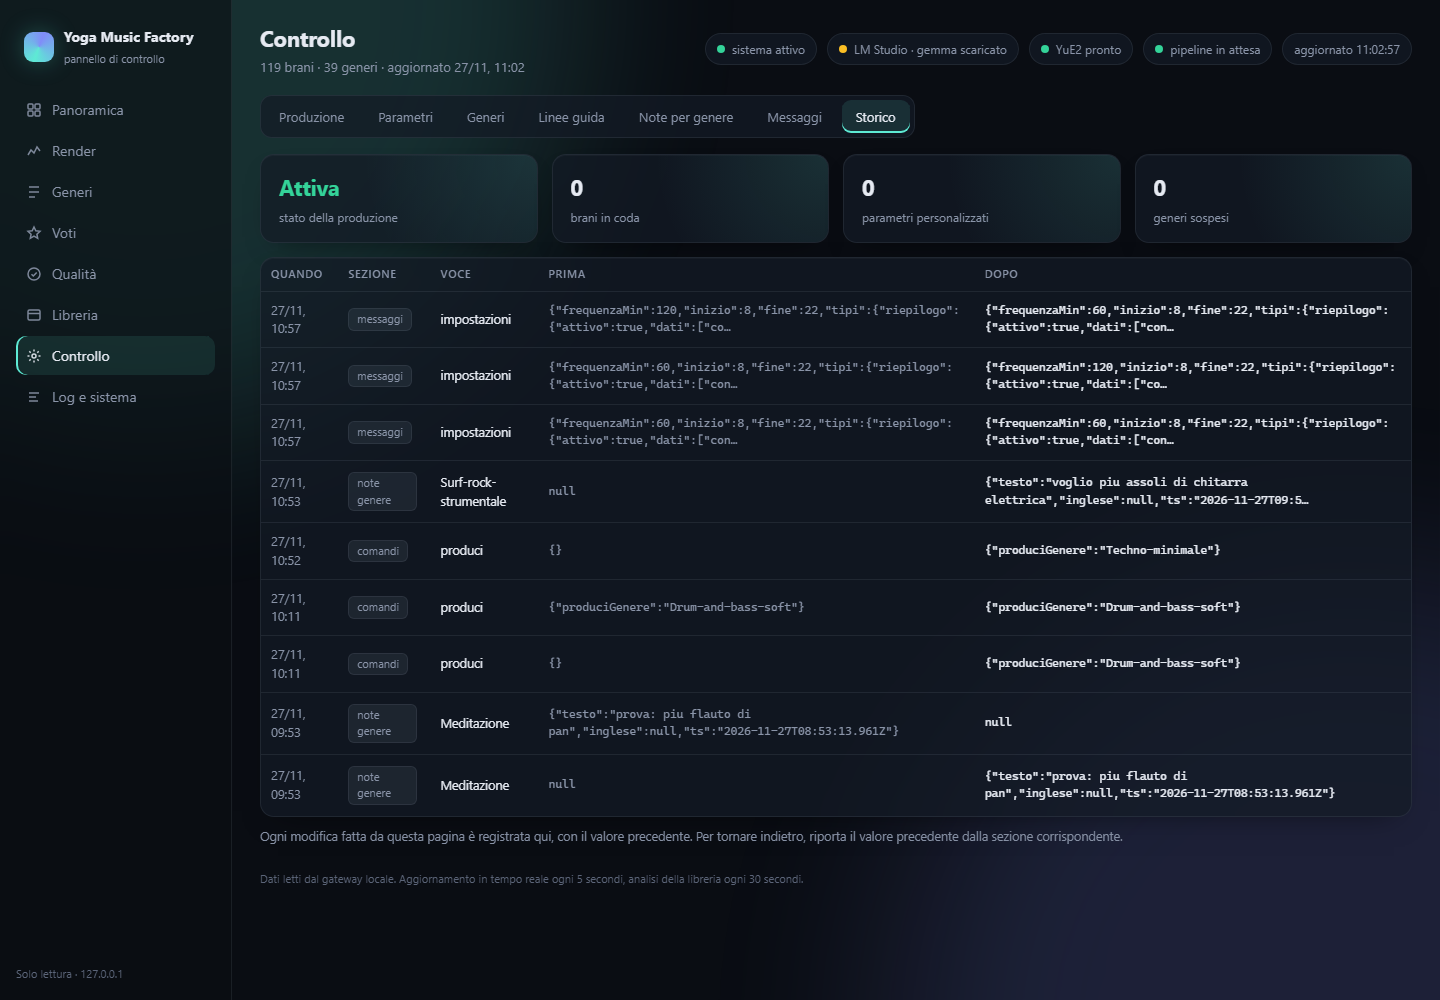 Yoga Music Factory
pannello di controllo
Panoramica
Render
Generi
Voti
Qualità
Libreria
Controllo
Log e sistema
Solo lettura · 127.0.0.1
Controllo
119 brani · 39 generi · aggiornato 27/11, 11:02
sistema attivo
LM Studio · gemma scaricato
YuE2 pronto
pipeline in attesa
aggiornato 11:02:57
Produzione
Parametri
Generi
Linee guida
Note per genere
Messaggi
Storico
Attiva
stato della produzione
0
brani in coda
0
parametri personalizzati
0
generi sospesi
QUANDO SEZIONE VOCE PRIMA DOPO
27/11,
10:57
messaggi
impostazioni
{"frequenzaMin":120,"inizio":8,"fine":22,"tipi":{"riepilogo":
{"attivo":true,"dati":["co…
{"frequenzaMin":60,"inizio":8,"fine":22,"tipi":{"riepilogo":
{"attivo":true,"dati":["con…
27/11,
10:57
messaggi
impostazioni
{"frequenzaMin":60,"inizio":8,"fine":22,"tipi":{"riepilogo":
{"attivo":true,"dati":["con…
{"frequenzaMin":120,"inizio":8,"fine":22,"tipi":{"riepilogo":
{"attivo":true,"dati":["co…
27/11,
10:57
messaggi
impostazioni
{"frequenzaMin":60,"inizio":8,"fine":22,"tipi":{"riepilogo":
{"attivo":true,"dati":["con…
{"frequenzaMin":60,"inizio":8,"fine":22,"tipi":{"riepilogo":
{"attivo":true,"dati":["con…
27/11,
10:53
note
genere
Surf-rock-
strumentale
null
{"testo":"voglio piu assoli di chitarra
elettrica","inglese":null,"ts":"2026-11-27T09:5…
27/11,
10:52
comandi
produci
{}
{"produciGenere":"Techno-minimale"}
27/11,
10:11
comandi
produci
{"produciGenere":"Drum-and-bass-soft"}
{"produciGenere":"Drum-and-bass-soft"}
27/11,
10:11
comandi
produci
{}
{"produciGenere":"Drum-and-bass-soft"}
27/11,
09:53
note
genere
Meditazione
{"testo":"prova: piu flauto di
pan","inglese":null,"ts":"2026-11-27T08:53:13.961Z"}
null
27/11,
09:53
note
genere
Meditazione
null
{"testo":"prova: piu flauto di
pan","inglese":null,"ts":"2026-11-27T08:53:13.961Z"}
Ogni modifica fatta da questa pagina è registrata qui, con il valore precedente. Per tornare indietro, riporta il valore precedente dalla sezione corrispondente.
Dati letti dal gateway locale. Aggiornamento in tempo reale ogni 5 secondi, analisi della libreria ogni 30 secondi.